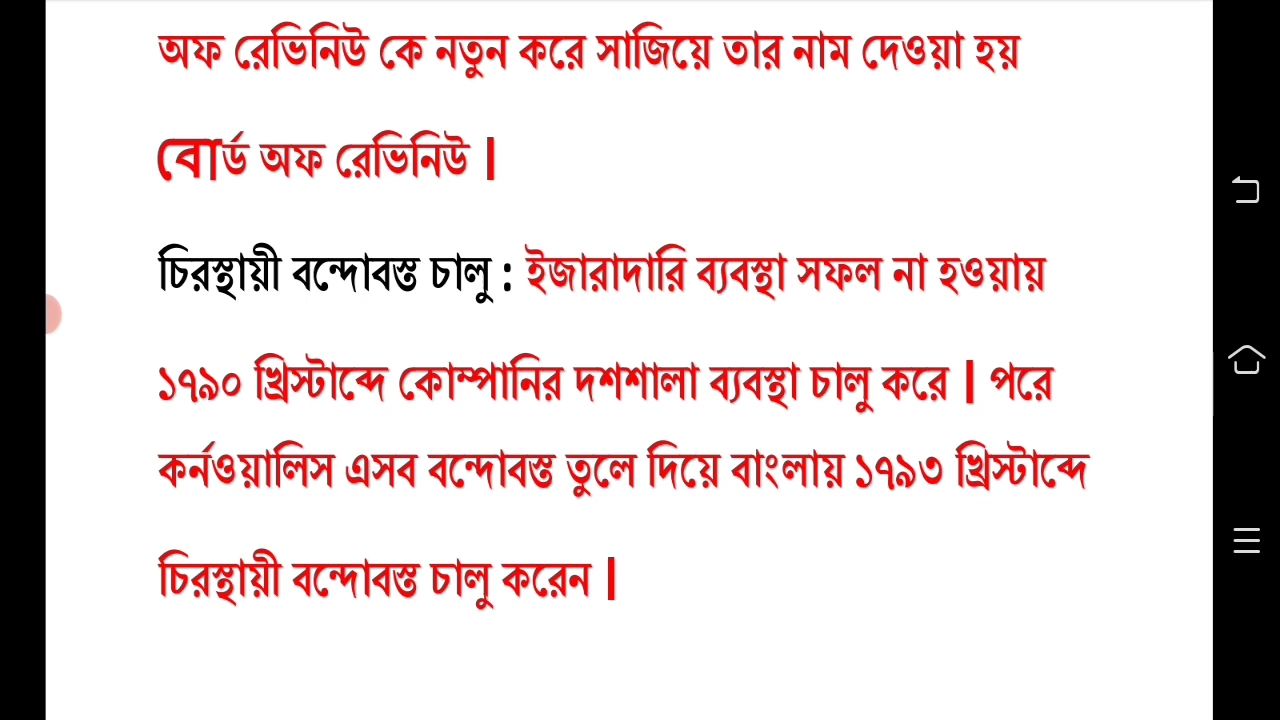 অফ রেভিনিউ কে নতুন করে সাজিয়ে তার নাম দেওয়া হয়
বোর্ড অফ রেভিনিউ |
চিরস্থায়ী বন্দোবস্ত চালু : ইজারাদারি ব্যবস্থা সফল না হওয়ায়
১৭৯০ খ্রিস্টাব্দে কোম্পানির দশশালা ব্যবস্থা চালু করে | পরে
কর্নওয়ালিস এসব বন্দোবস্ত তুলে দিয়ে বাংলায় ১৭৯৩ খ্রিস্টাব্দে
চিরস্থায়ী বন্দোবস্ত চালু করেন |